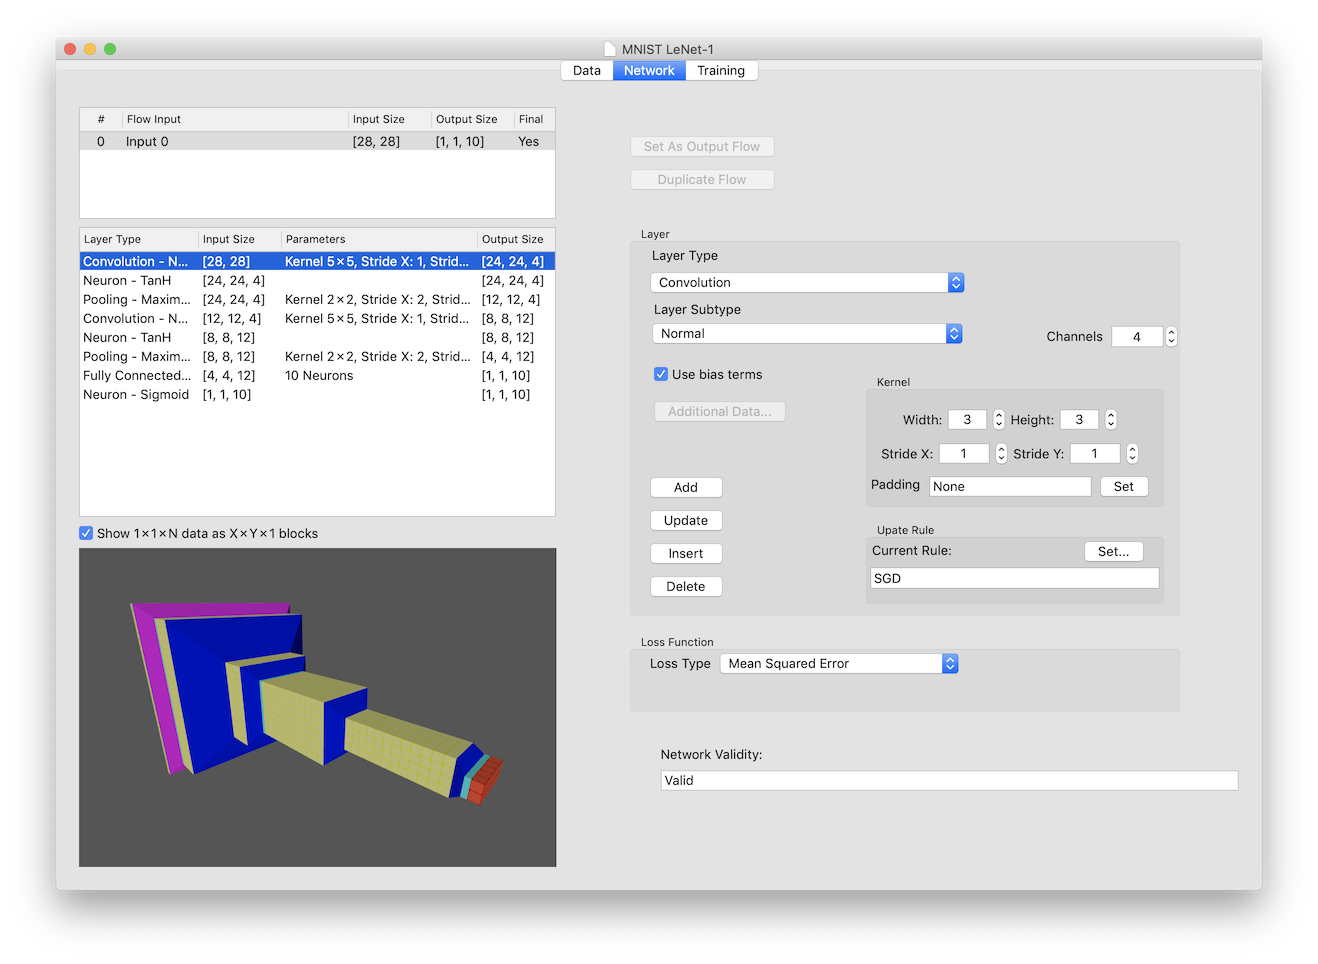 MNIST LeNet-1
Data Network Training
# Flow Input Input Size Output Size Final
0 Input 0 [28, 28] [1, 1, 10] Yes
Set As Output Flow
Duplicate Flow
Layer Type Input Size Parameters Output Size
Convolution - N... [28, 28] Kernel 5×5, Stride X: 1, Strid... [24, 24, 4]
Neuron - TanH [24, 24, 4] [24, 24, 4]
Pooling - Maxim... [24, 24, 4] Kernel 2×2, Stride X: 2, Strid... [12, 12, 4]
Convolution - N... [12, 12, 4] Kernel 5×5, Stride X: 1, Strid... [8, 8, 12]
Neuron - TanH [8, 8, 12] [8, 8, 12]
Pooling - Maxim... [8, 8, 12] Kernel 2×2, Stride X: 2, Strid... [4, 4, 12]
Fully Connected... [4, 4, 12] 10 Neurons [1, 1, 10]
Neuron - Sigmoid [1, 1, 10] [1, 1, 10]
Show 1×1×N data as X×Y×1 blocks
Layer
Layer Type
Convolution
Layer Subtype
Normal
Channels 4
Use bias terms
Additional Data...
Kernel
Width: 3 Height: 3
Stride X: 1 Stride Y: 1
Padding None Set
Add
Update
Insert
Delete
Upate Rule
Current Rule: Set...
SGD
Loss Function
Loss Type Mean Squared Error
Network Validity:
Valid